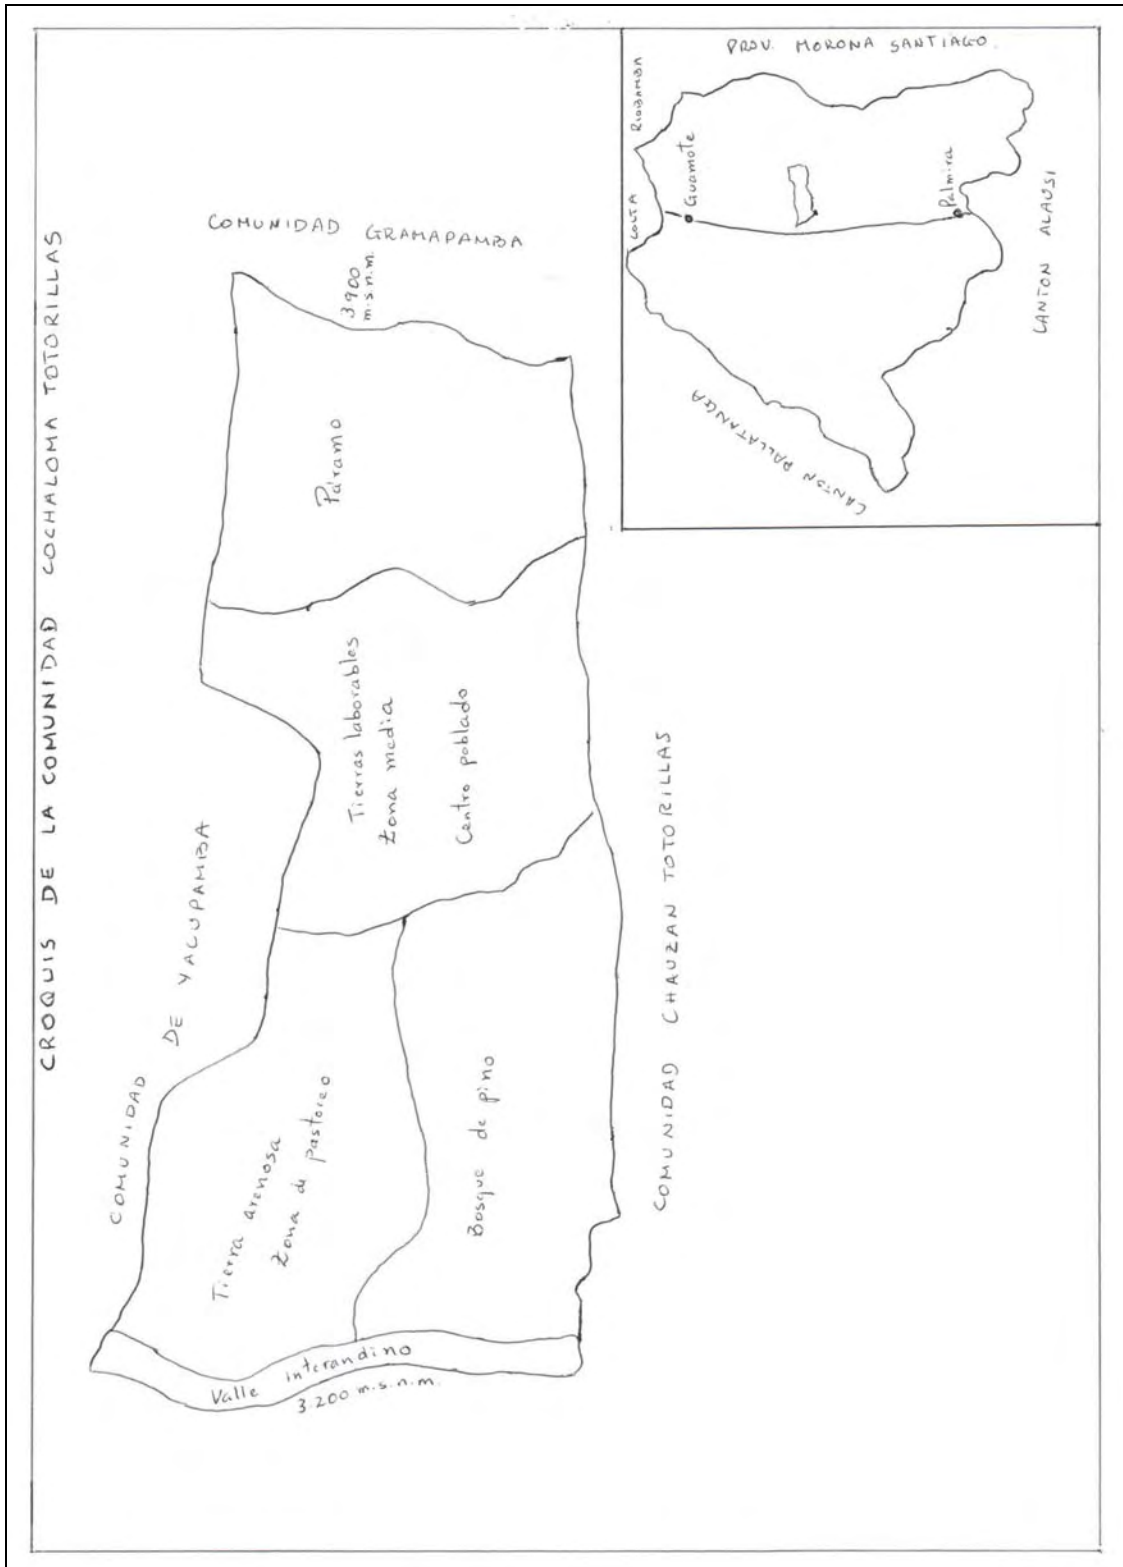 CROQUIS DE LA COMUNIDAD COCHALOMA TOTORILLAS
PROV. MORONA SANTIAGO.
RIOBAMBA
COLTA
Guamote
Palmira
CANTON ALAUSI
CANTON PALLATANGA
COMUNIDAD GRAMAPAMBA
3900
m.s.n.m.
Páramo
Tierras laborables
Zona media
Centro poblado
COMUNIDAD DE YACUPAMBA
COMUNIDAD CHAUZAN TOTORILLAS
Tierra arenosa
Zona de pastoreo
Bosque de pino
Valle interandino
3.200 m.s.n.m.